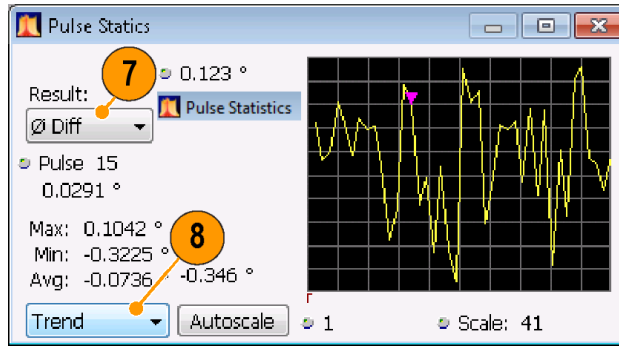 Pulse Statics
7
0.123 °
Result:
Pulse Statistics
Ø Diff
Pulse 15
0.0291 °
Max: 0.1042 °
8
Min: -0.3225 °
Avg: -0.0736 ° -0.346 °
Trend
Autoscale
1
Scale: 41